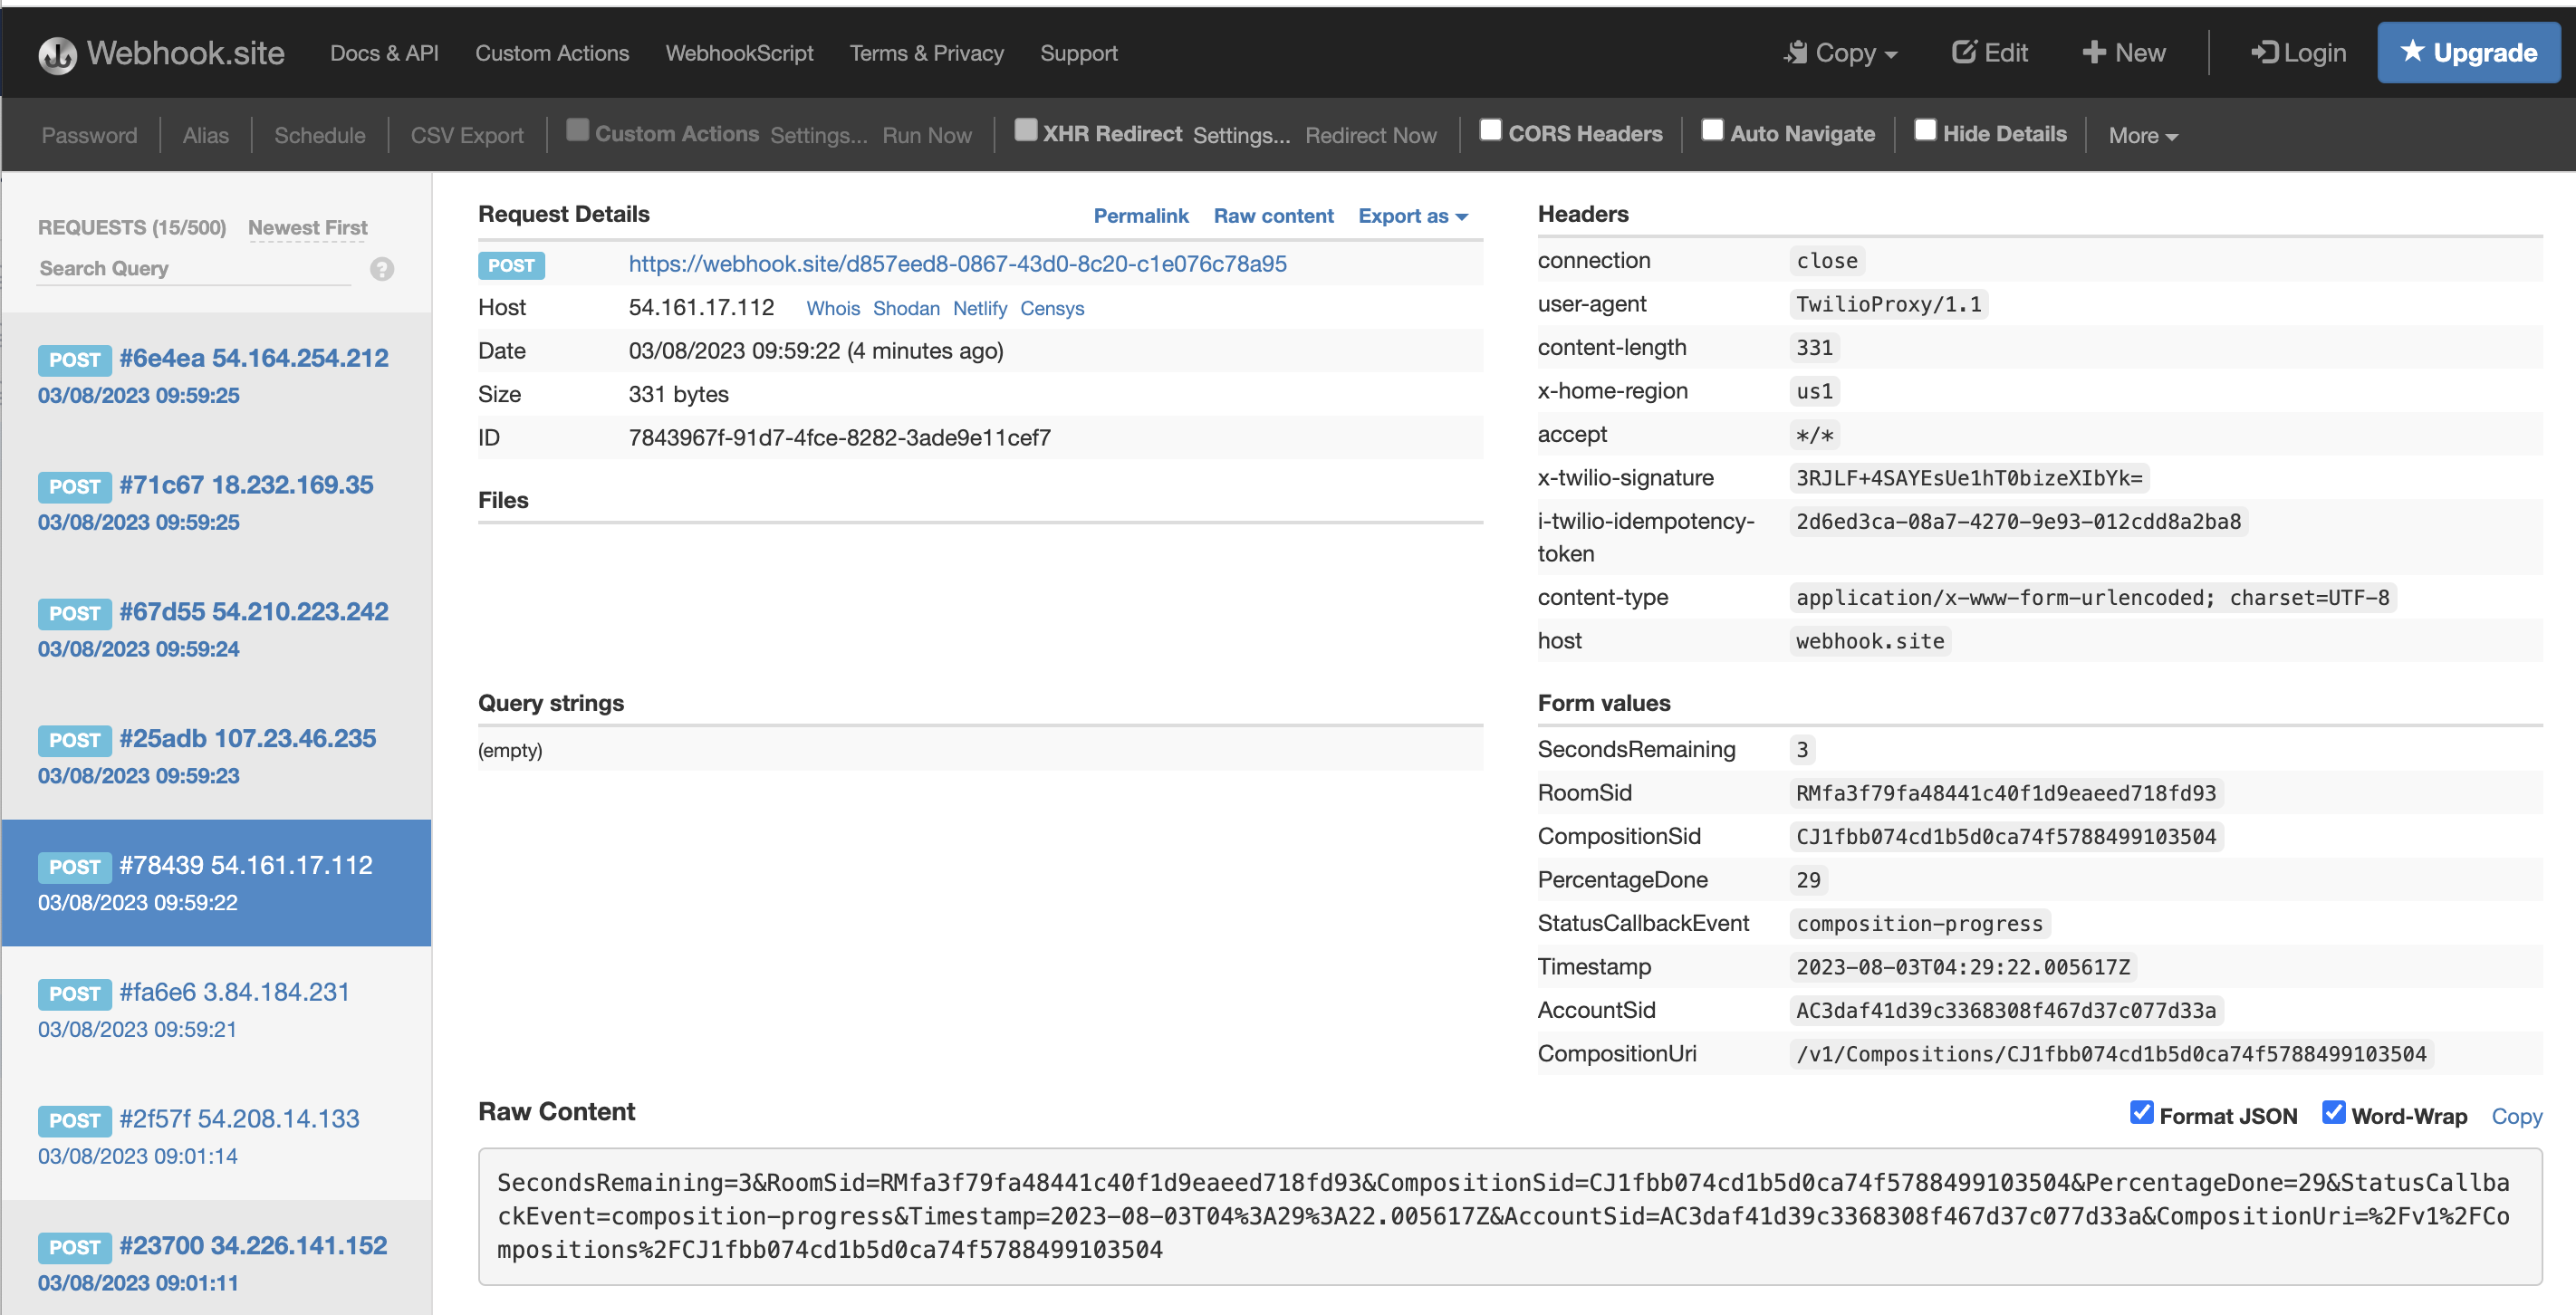 Webhook.site Docs & API Custom Actions WebhookScript Terms & Privacy Support Copy Edit New Login Upgrade
Password Alias Schedule CSV Export Custom Actions Settings... Run Now XHR Redirect Settings... Redirect Now CORS Headers Auto Navigate Hide Details More
REQUESTS (15/500) Newest First
Search Query ?
POST #6e4ea 54.164.254.212
03/08/2023 09:59:25
POST #71c67 18.232.169.35
03/08/2023 09:59:25
POST #67d55 54.210.223.242
03/08/2023 09:59:24
POST #25adb 107.23.46.235
03/08/2023 09:59:23
POST #78439 54.161.17.112
03/08/2023 09:59:22
POST #fa6e6 3.84.184.231
03/08/2023 09:59:21
POST #2f57f 54.208.14.133
03/08/2023 09:01:14
POST #23700 34.226.141.152
03/08/2023 09:01:11
Request Details Permalink Raw content Export as
POST https://webhook.site/d857eed8-0867-43d0-8c20-c1e076c78a95
Host 54.161.17.112 Whois Shodan Netlify Censys
Date 03/08/2023 09:59:22 (4 minutes ago)
Size 331 bytes
ID 7843967f-91d7-4fce-8282-3ade9e11cef7
Files
Query strings
(empty)
Headers
connection close
user-agent TwilioProxy/1.1
content-length 331
x-home-region us1
accept */*
x-twilio-signature 3RJLF+4SAYEsUe1hT0bizeXIbYk=
i-twilio-idempotency- 2d6ed3ca-08a7-4270-9e93-012cdd8a2ba8
token
content-type application/x-www-form-urlencoded; charset=UTF-8
host webhook.site
Form values
SecondsRemaining 3
RoomSid RMfa3f79fa48441c40f1d9eaeed718fd93
CompositionSid CJ1fbb074cd1b5d0ca74f5788499103504
PercentageDone 29
StatusCallbackEvent composition-progress
Timestamp 2023-08-03T04:29:22.005617Z
AccountSid AC3daf41d39c3368308f467d37c077d33a
CompositionUri /v1/Compositions/CJ1fbb074cd1b5d0ca74f5788499103504
Raw Content Format JSON Word-Wrap Copy
SecondsRemaining=3&RoomSid=RMfa3f79fa48441c40f1d9eaeed718fd93&CompositionSid=CJ1fbb074cd1b5d0ca74f5788499103504&PercentageDone=29&StatusCallba
ckEvent=composition-progress&Timestamp=2023-08-03T04%3A29%3A22.005617Z&AccountSid=AC3daf41d39c3368308f467d37c077d33a&CompositionUri=%2Fv1%2FCo
mpositions%2FCJ1fbb074cd1b5d0ca74f5788499103504